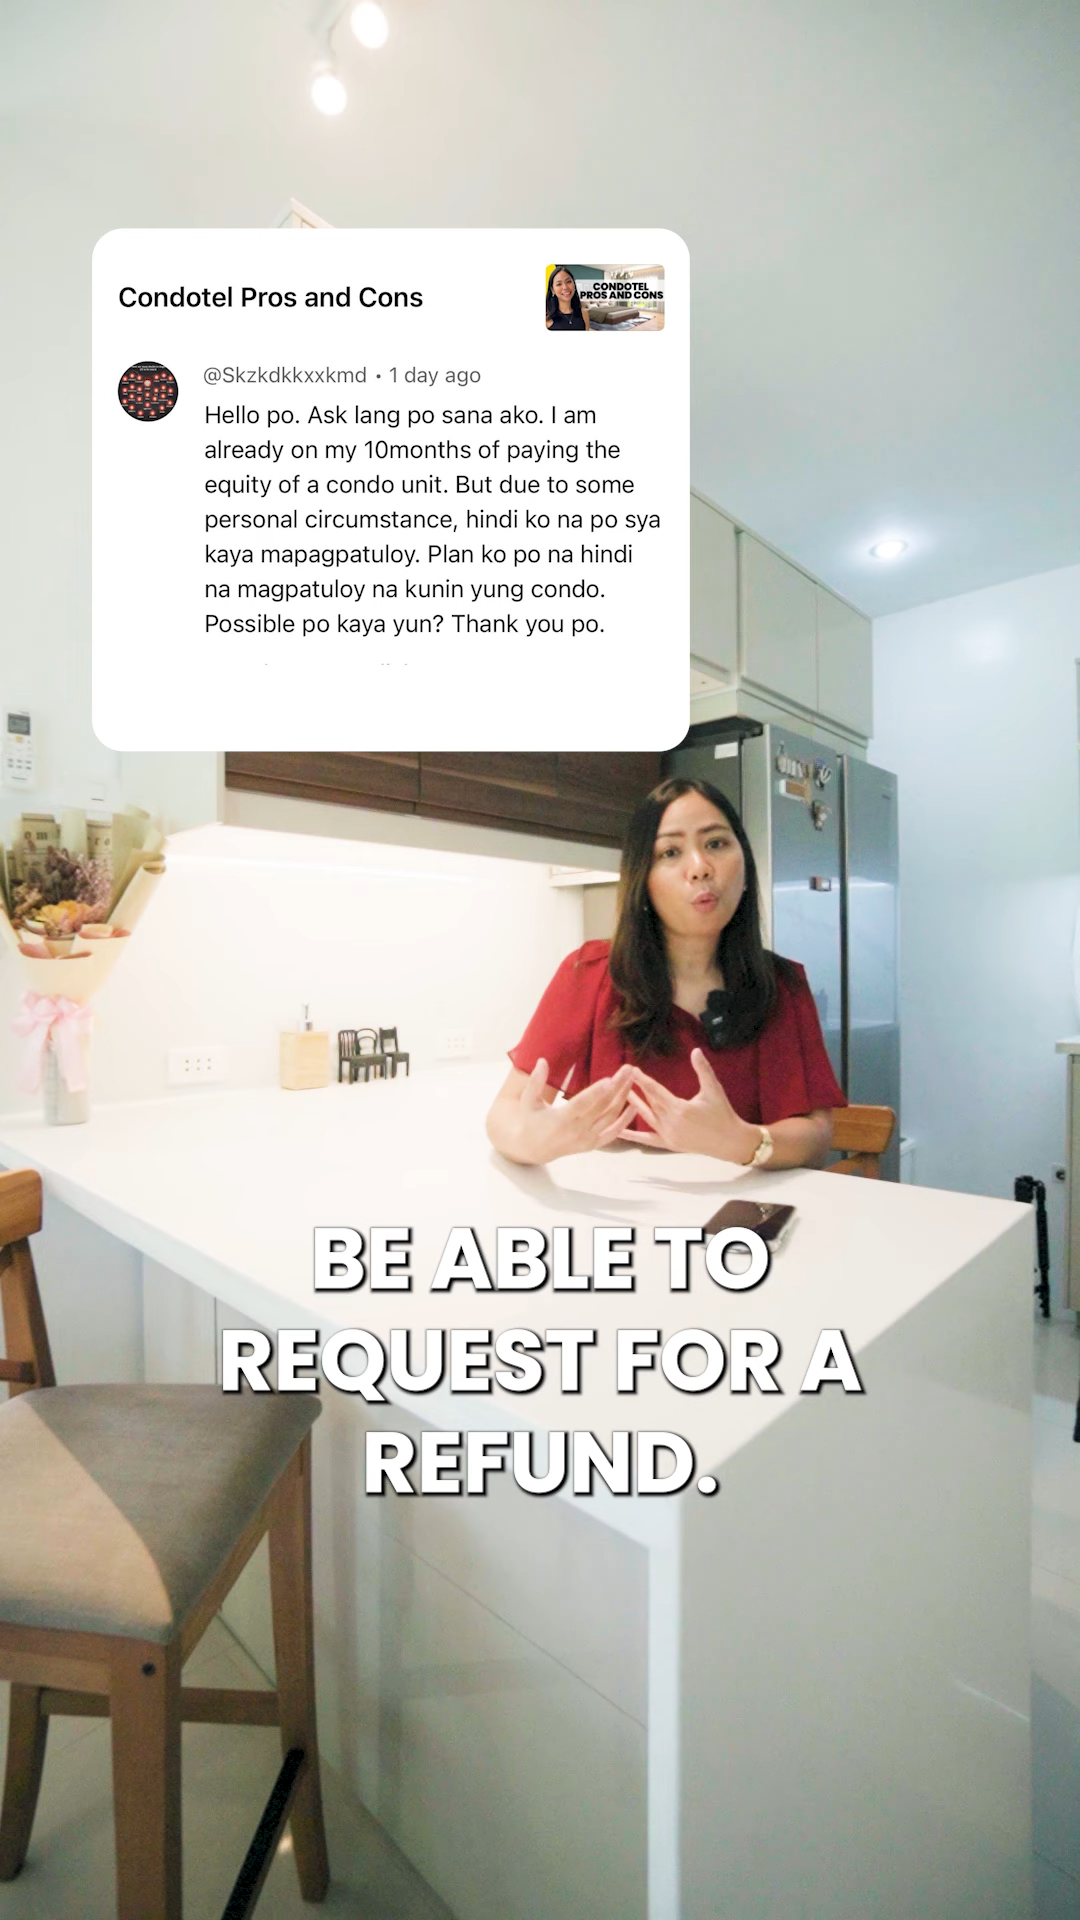 Condotel Pros and Cons
CONDOTEL
PROS AND CONS
@Skzkdkkxxkmd • 1 day ago
Hello po. Ask lang po sana ako. I am
already on my 10months of paying the
equity of a condo unit. But due to some
personal circumstance, hindi ko na po sya
kaya mapagpatuloy. Plan ko po na hindi
na magpatuloy na kunin yung condo.
Possible po kaya yun? Thank you po.
BE ABLE TO
REQUEST FOR A
REFUND.